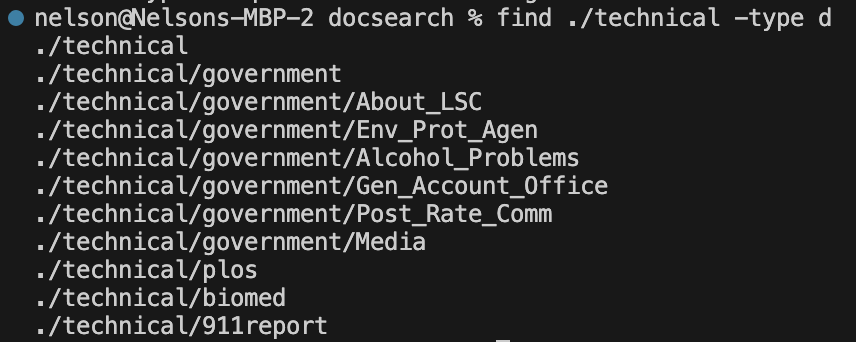 nelson@Nelsons-MBP-2 docsearch % find ./technical -type d
./technical
./technical/government
./technical/government/About_LSC
./technical/government/Env_Prot_Agen
./technical/government/Alcohol_Problems
./technical/government/Gen_Account_Office
./technical/government/Post_Rate_Comm
./technical/government/Media
./technical/plos
./technical/biomed
./technical/911report